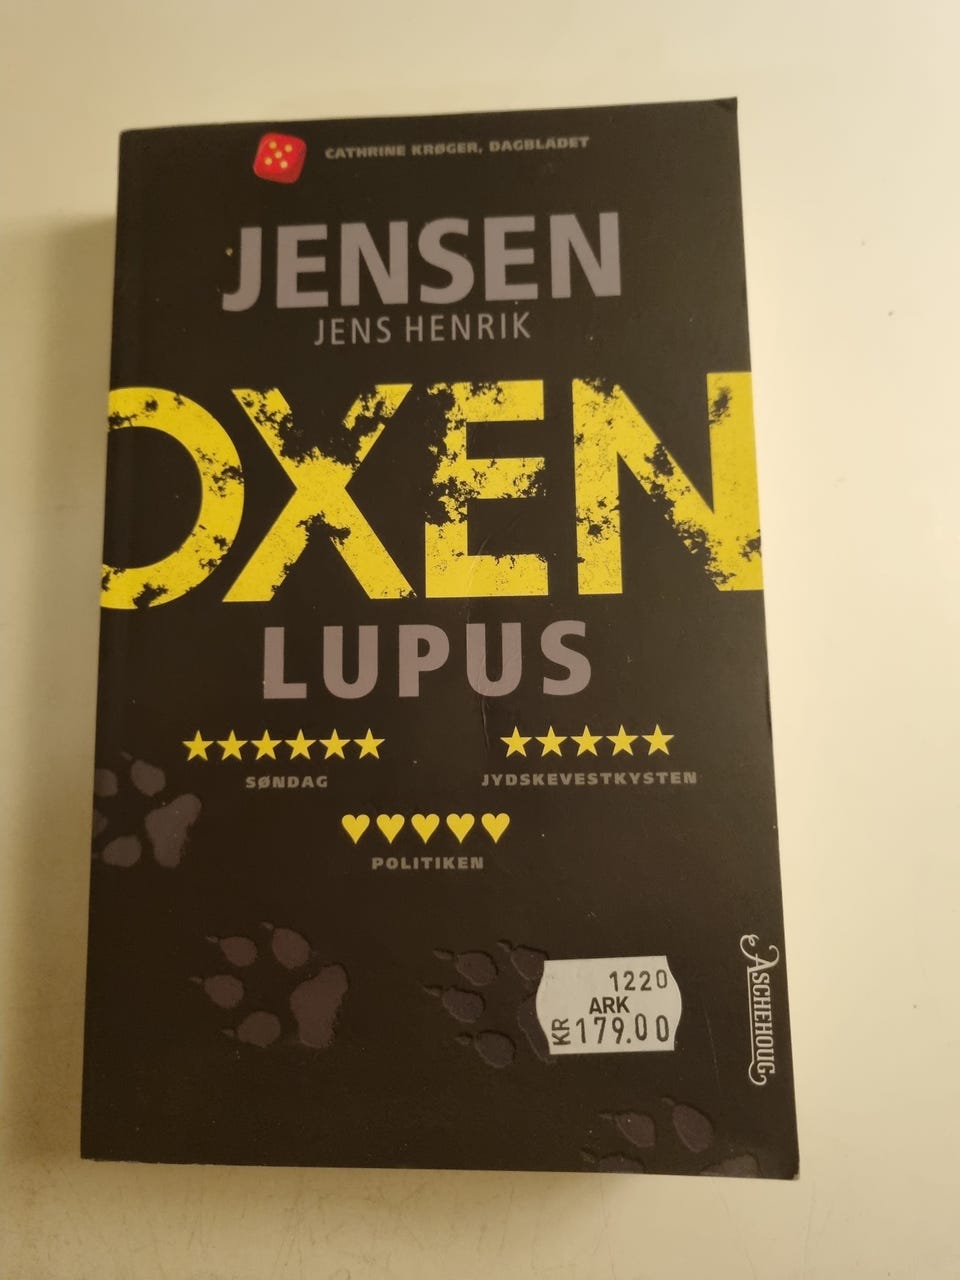 CATHRINE KRØGER, DAGBLADET
JENSEN
JENS HENRIK
OXEN
LUPUS
SØNDAG
JYDSKEVESTKYSTEN
POLITIKEN
1220
ARK
KR 179.00
ASCHEHOUG